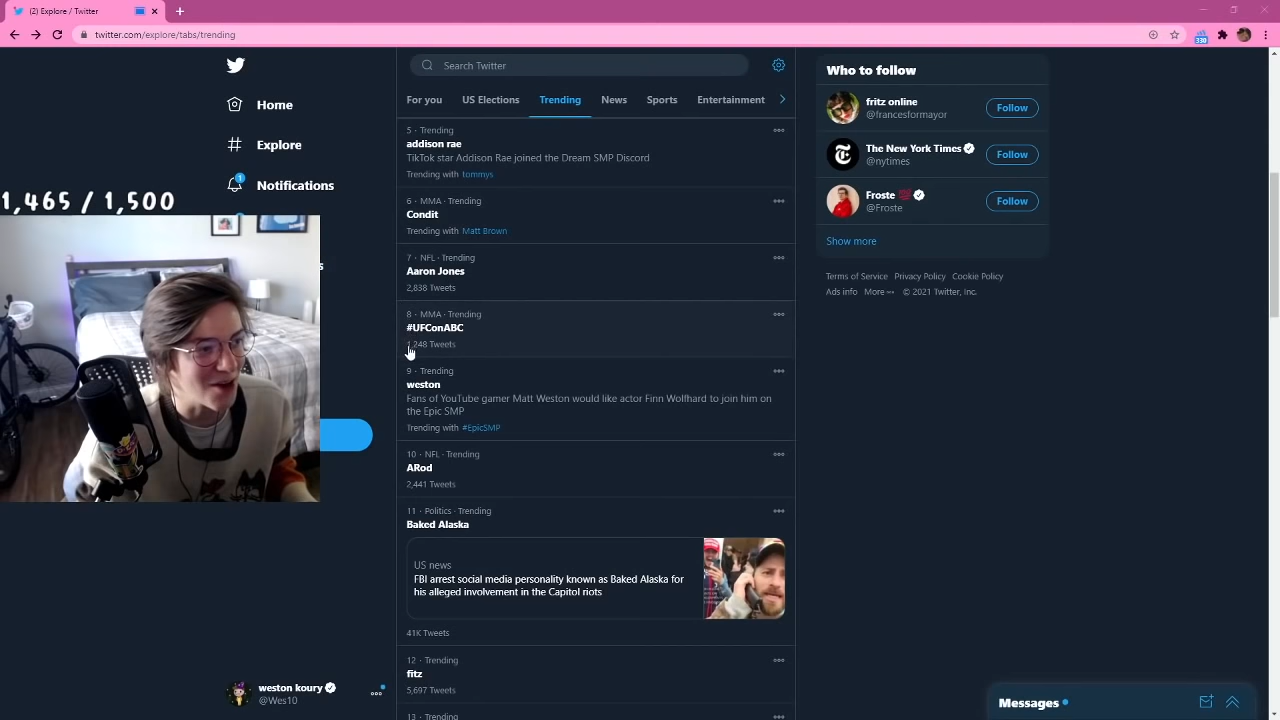 (2) Explore / Twitter
twitter.com/explore/tabs/trending
330
Search Twitter
For you US Elections Trending News Sports Entertainment
Home
Explore
1
Notifications
1,465 / 1,500
5 · Trending
addison rae
TikTok star Addison Rae joined the Dream SMP Discord
Trending with tommys
6 · MMA · Trending
Condit
Trending with Matt Brown
7 · NFL · Trending
Aaron Jones
2,838 Tweets
8 · MMA · Trending
#UFConABC
1,248 Tweets
9 · Trending
weston
Fans of YouTube gamer Matt Weston would like actor Finn Wolfhard to join him on
the Epic SMP
Trending with #EpicSMP
10 · NFL · Trending
ARod
2,441 Tweets
11 · Politics · Trending
Baked Alaska
US news
FBI arrest social media personality known as Baked Alaska for
his alleged involvement in the Capitol riots
41K Tweets
12 · Trending
fitz
5,697 Tweets
13 · Trending
Who to follow
fritz online
@francesformayor
Follow
The New York Times
@nytimes
Follow
Froste 💯
@Froste
Follow
Show more
Terms of Service Privacy Policy Cookie Policy
Ads info More ••• © 2021 Twitter, Inc.
weston koury
@Wes10
Messages